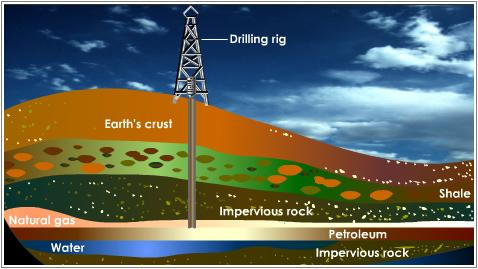 Drilling rig
Earth's crust
Shale
Impervious rock
Natural gas
Petroleum
Water
Impervious rock